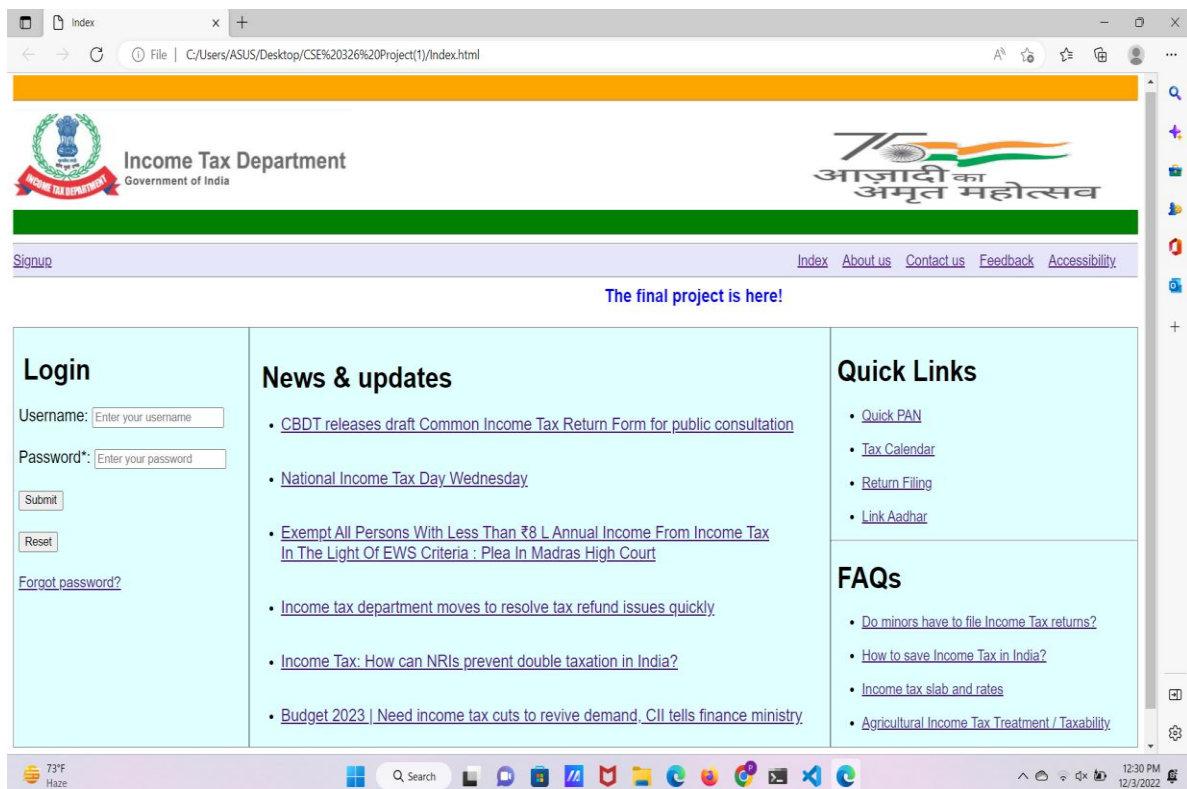 Index
File | C:/Users/ASUS/Desktop/CSE%20326%20Project(1)/Index.html
INCOME TAX DEPARTMENT
Income Tax Department
Government of India
75
आज़ादी का
अमृत महोत्सव
Signup
Index About us Contact us Feedback Accessibility
The final project is here!
Login
Username: Enter your username
Password*: Enter your password
Submit
Reset
Forgot password?
News & updates
• CBDT releases draft Common Income Tax Return Form for public consultation
• National Income Tax Day Wednesday
• Exempt All Persons With Less Than ₹8 L Annual Income From Income Tax
In The Light Of EWS Criteria : Plea In Madras High Court
• Income tax department moves to resolve tax refund issues quickly
• Income Tax: How can NRIs prevent double taxation in India?
• Budget 2023 | Need income tax cuts to revive demand, CII tells finance ministry
Quick Links
• Quick PAN
• Tax Calendar
• Return Filing
• Link Aadhar
FAQs
• Do minors have to file Income Tax returns?
• How to save Income Tax in India?
• Income tax slab and rates
• Agricultural Income Tax Treatment / Taxability
73°F
Haze
Search
12:30 PM
12/3/2022